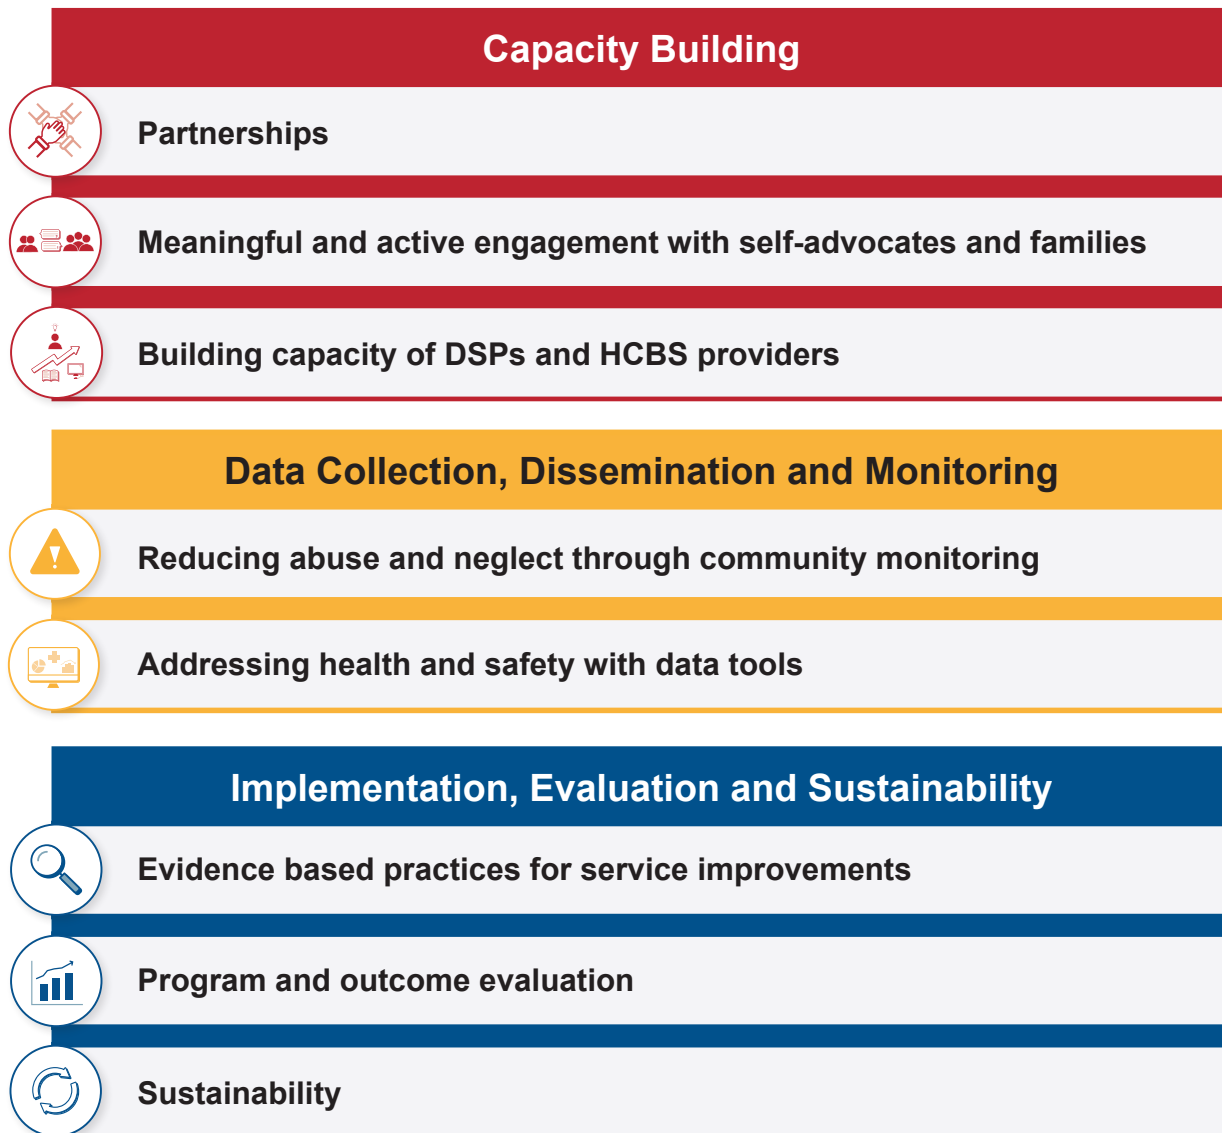 Capacity Building
Partnerships
Meaningful and active engagement with self-advocates and families
Building capacity of DSPs and HCBS providers
Data Collection, Dissemination and Monitoring
Reducing abuse and neglect through community monitoring
Addressing health and safety with data tools
Implementation, Evaluation and Sustainability
Evidence based practices for service improvements
Program and outcome evaluation
Sustainability